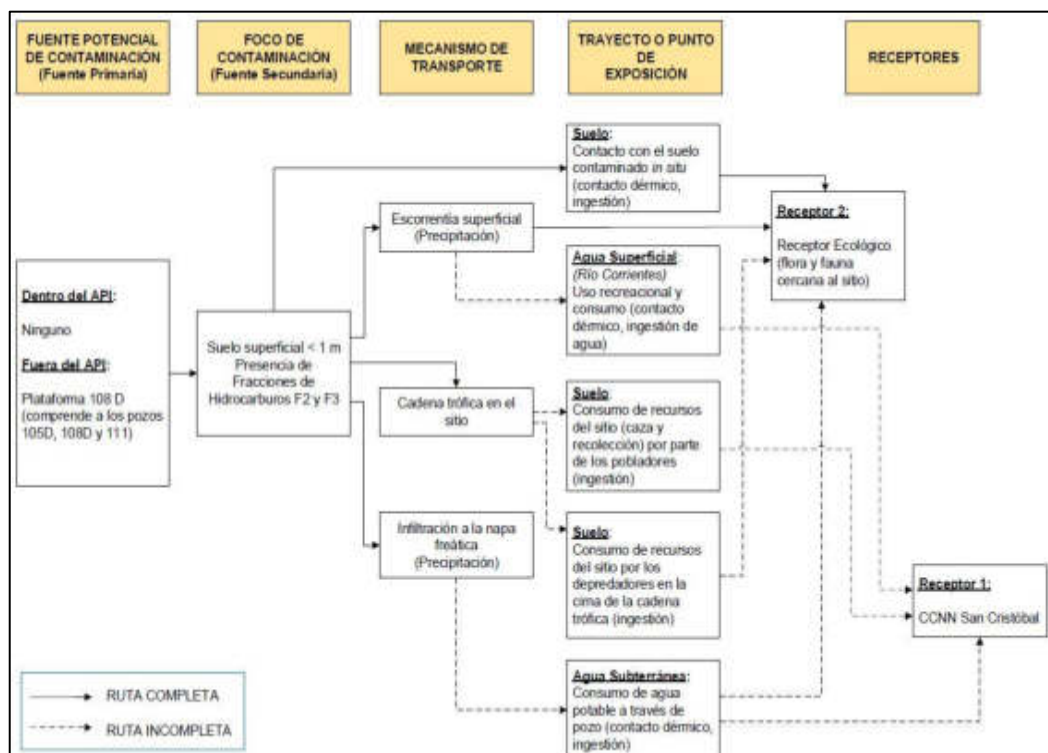 FUENTE POTENCIAL
DE CONTAMINACIÓN
(Fuente Primaria)
FOCO DE
CONTAMINACIÓN
(Fuente Secundaria)
MECANISMO DE
TRANSPORTE
TRAYECTO O PUNTO
DE
EXPOSICIÓN
RECEPTORES
Dentro del API:
Ninguno
Fuera del API:
Plataforma 108 D
(comprende a los pozos
105D, 108D y 111)
Suelo superficial < 1 m
Presencia de
Fracciones de
Hidrocarburos F2 y F3
Escorrentía superficial
(Precipitación)
Cadena trófica en el
sitio
Infiltración a la napa
freática
(Precipitación)
Suelo:
Contacto con el suelo
contaminado in situ
(contacto dérmico,
ingestión)
Agua Superficial:
(Río Corrientes)
Uso recreacional y
consumo (contacto
dérmico, ingestión de
agua)
Suelo:
Consumo de recursos
del sitio (caza y
recolección) por parte
de los pobladores
(ingestión)
Suelo:
Consumo de recursos
del sitio por los
depredadores en la
cima de la cadena
trófica (ingestión)
Agua Subterránea:
Consumo de agua
potable a través de
pozo (contacto dérmico,
ingestión)
Receptor 2:
Receptor Ecológico
(flora y fauna
cercana al sitio)
Receptor 1:
CCNN San Cristóbal
RUTA COMPLETA
RUTA INCOMPLETA